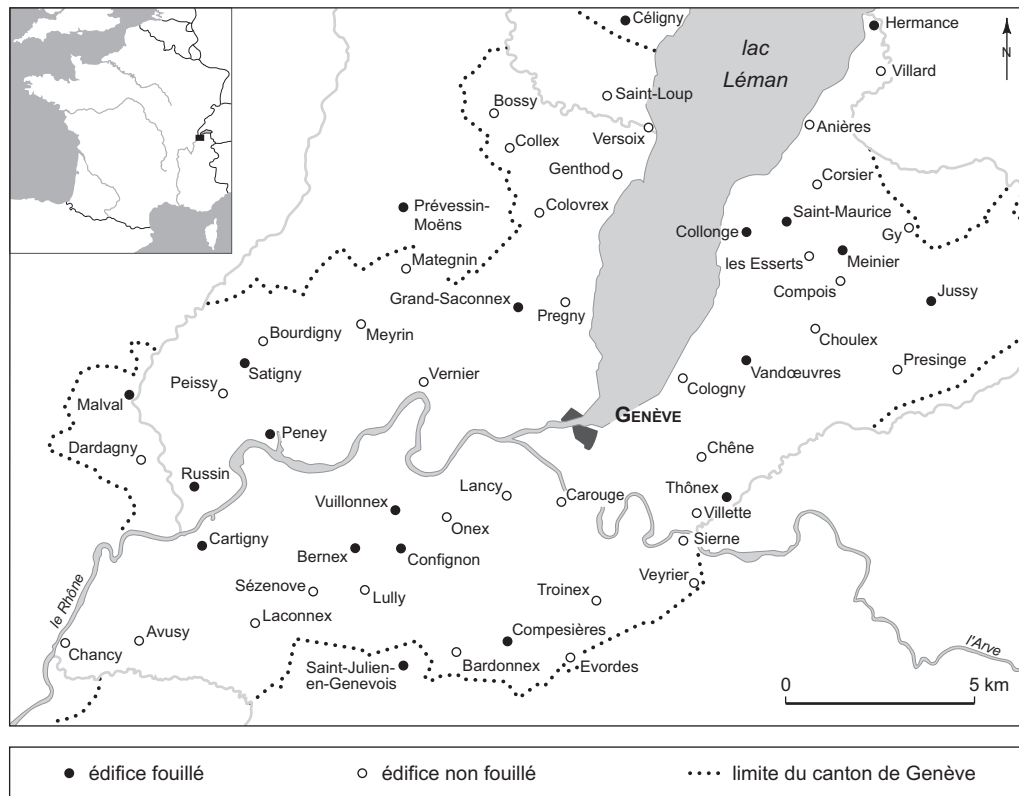 Céligny
lac
Léman
Hermance
N
Villard
Saint-Loup
Bossy
Versoix
Anières
Collex
Genthod
Corsier
Prévessin-
Moëns
Colovrex
Saint-Maurice
Collonge
Gy
Mategnin
les Esserts
Meinier
Compois
Grand-Saconnex
Pregny
Jussy
Bourdigny
Meyrin
Choulex
Satigny
Vandœuvres
Presinge
Peissy
Vernier
Cologny
Malval
GENÈVE
Peney
Dardagny
Chêne
Russin
Lancy
Carouge
Thônex
Vuillonnex
Onex
Villette
Cartigny
Bernex
Confignon
Sierne
le Rhône
Sézenove
Lully
Troinex
Veyrier
Laconnex
Avusy
Chancy
Compesières
l'Arve
Saint-Julien-
en-Genevois
Bardonnex
Evordes
0 5 km
édifice fouillé
édifice non fouillé
limite du canton de Genève